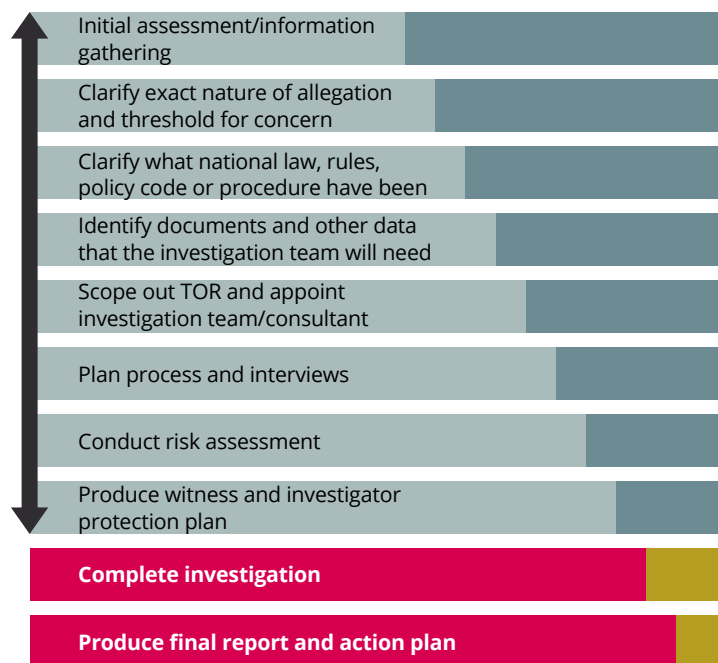 Initial assessment/information
gathering
Clarify exact nature of allegation
and threshold for concern
Clarify what national law, rules,
policy code or procedure have been
Identify documents and other data
that the investigation team will need
Scope out TOR and appoint
investigation team/consultant
Plan process and interviews
Conduct risk assessment
Produce witness and investigator
protection plan
Complete investigation
Produce final report and action plan